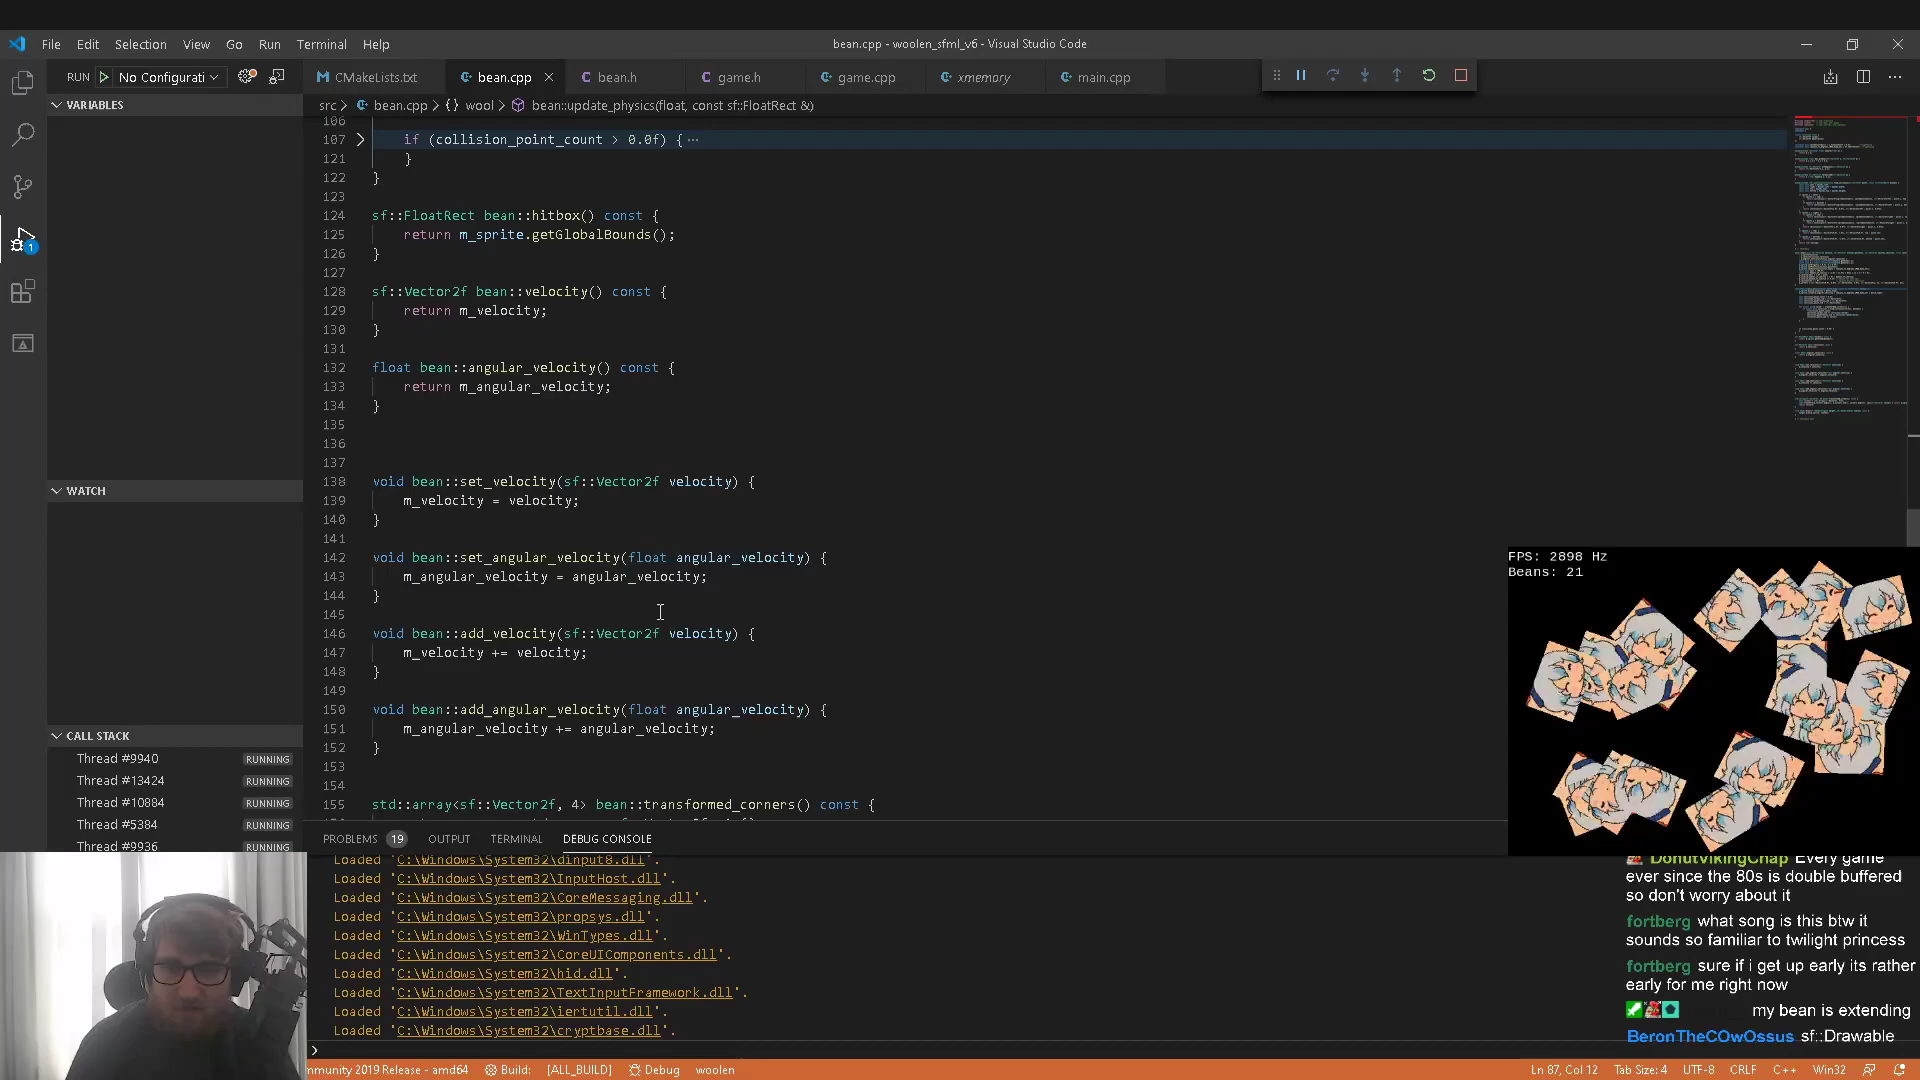 File Edit Selection View Go Run Terminal Help
bean.cpp - woolen_sfml_v6 - Visual Studio Code
RUN No Configurati
CMakeLists.txt bean.cpp bean.h game.h game.cpp xmemory main.cpp
VARIABLES
src > bean.cpp > {} wool > bean::update_physics(float, const sf::FloatRect &)
106
107 if (collision_point_count > 0.0f) {···
121 }
122 }
123
124 sf::FloatRect bean::hitbox() const {
125 return m_sprite.getGlobalBounds();
126 }
127
128 sf::Vector2f bean::velocity() const {
129 return m_velocity;
130 }
131
132 float bean::angular_velocity() const {
133 return m_angular_velocity;
134 }
135
136
137
138 void bean::set_velocity(sf::Vector2f velocity) {
139 m_velocity = velocity;
140 }
141
142 void bean::set_angular_velocity(float angular_velocity) {
143 m_angular_velocity = angular_velocity;
144 }
145
146 void bean::add_velocity(sf::Vector2f velocity) {
147 m_velocity += velocity;
148 }
149
150 void bean::add_angular_velocity(float angular_velocity) {
151 m_angular_velocity += angular_velocity;
152 }
153
154
155 std::array<sf::Vector2f, 4> bean::transformed_corners() const {
WATCH
1
CALL STACK
Thread #9940 RUNNING
Thread #13424 RUNNING
Thread #10884 RUNNING
Thread #5384 RUNNING
Thread #9936 RUNNING
FPS: 2898 Hz
Beans: 21
PROBLEMS 19 OUTPUT TERMINAL DEBUG CONSOLE
Loaded 'C:\Windows\System32\dinput8.dll'.
Loaded 'C:\Windows\System32\InputHost.dll'.
Loaded 'C:\Windows\System32\CoreMessaging.dll'.
Loaded 'C:\Windows\System32\propsys.dll'.
Loaded 'C:\Windows\System32\WinTypes.dll'.
Loaded 'C:\Windows\System32\CoreUIComponents.dll'.
Loaded 'C:\Windows\System32\hid.dll'.
Loaded 'C:\Windows\System32\TextInputFramework.dll'.
Loaded 'C:\Windows\System32\iertutil.dll'.
Loaded 'C:\Windows\System32\cryptbase.dll'.
>
DonutVikingChap Every game
ever since the 80s is double buffered
so don't worry about it
fortberg what song is this btw it
sounds so familiar to twilight princess
fortberg sure if i get up early its rather
early for me right now
my bean is extending
BeronTheCOwOssus sf::Drawable
mmunity 2019 Release - amd64 Build: [ALL_BUILD] Debug woolen
Ln 87, Col 12 Tab Size: 4 UTF-8 CRLF C++ Win32